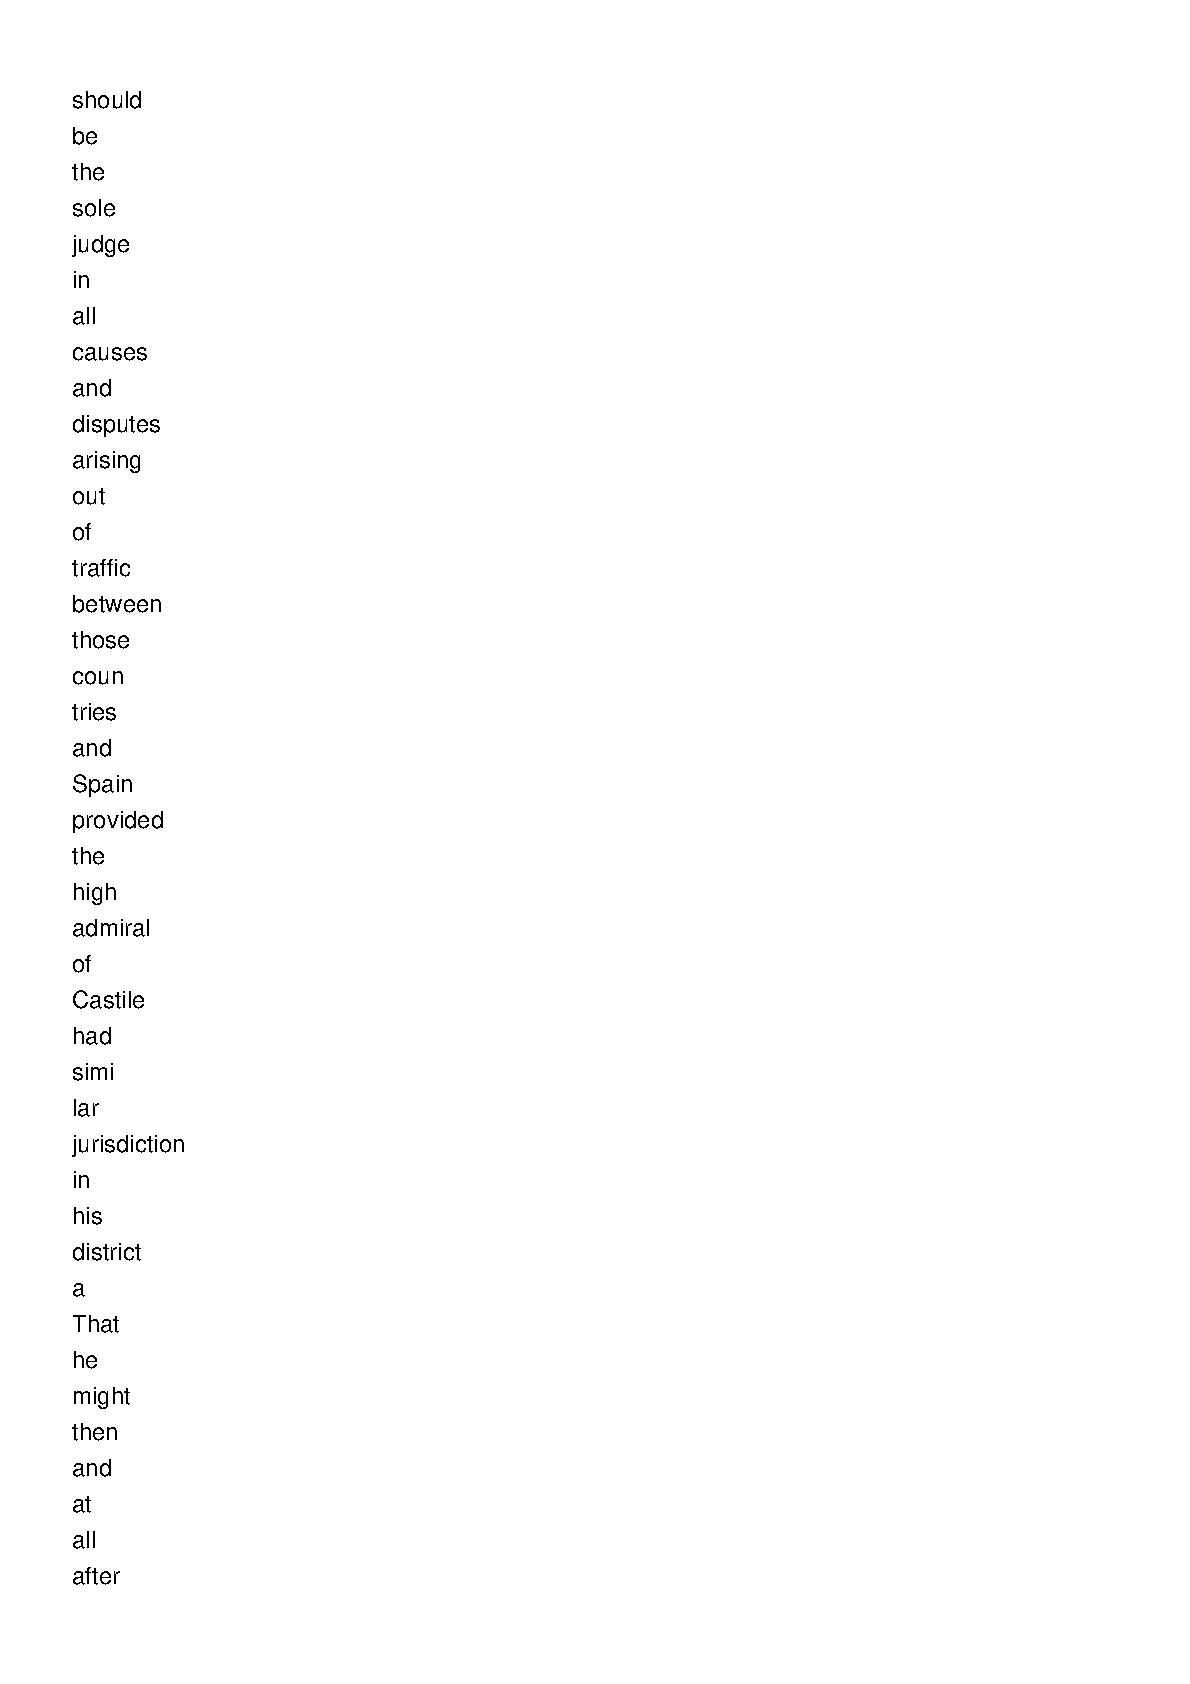 should
be
the
sole
judge
in
all
causes
and
disputes
arising
out
of
traffic
between
those
coun
tries
and
Spain
provided
the
high
admiral
of
Castile
had
simi
lar
jurisdiction
in
his
district
a
That
he
might
then
and
at
all
after